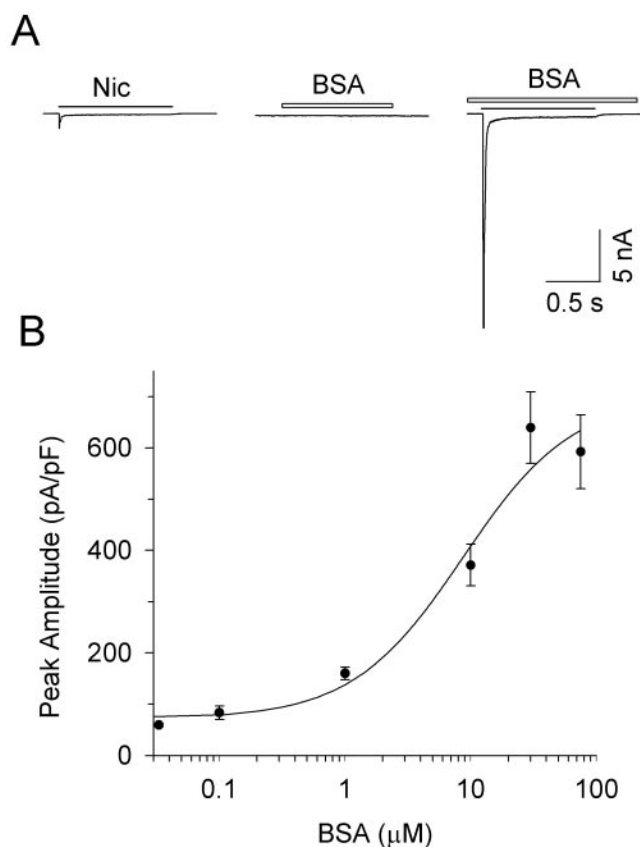 A
Nic
BSA
BSA
5 nA
0.5 s
B
Peak Amplitude (pA/pF)
600
400
200
0
0.1
1
10
100
BSA (μM)